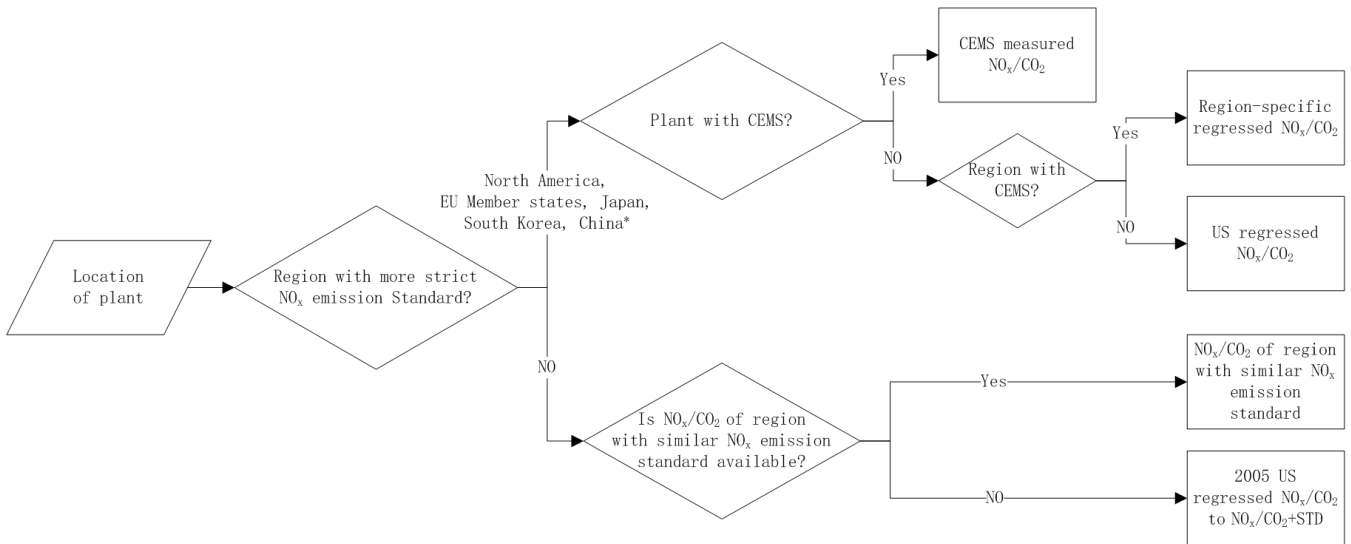 Location
of plant
Region with more strict
NOₓ emission Standard?
North America,
EU Member states, Japan,
South Korea, China*
NO
Plant with CEMS?
Yes
CEMS measured
NOₓ/CO₂
NO
Region with
CEMS?
Yes
Region-specific
regressed NOₓ/CO₂
NO
US regressed
NOₓ/CO₂
Is NOₓ/CO₂ of region
with similar NOₓ emission
standard available?
Yes
NOₓ/CO₂ of region
with similar NOₓ
emission
standard
NO
2005 US
regressed NOₓ/CO₂
to NOₓ/CO₂+STD